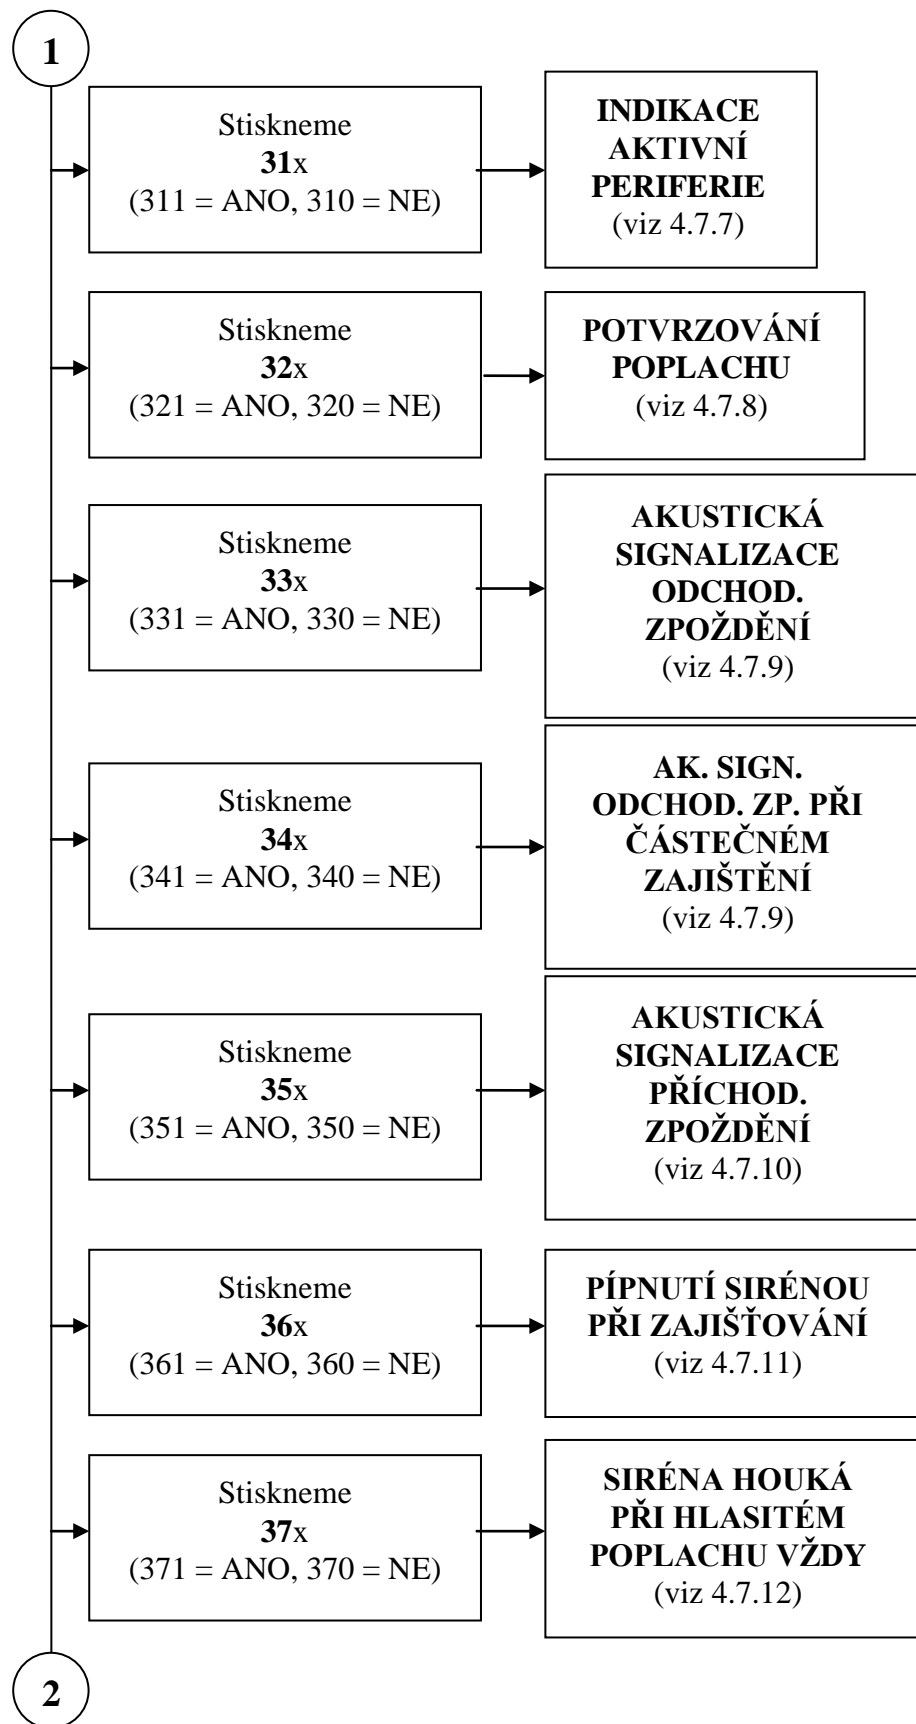 1
Stiskneme
31x
(311 = ANO, 310 = NE)
INDIKACE
AKTIVNÍ
PERIFERIE
(viz 4.7.7)
Stiskneme
32x
(321 = ANO, 320 = NE)
POTVRZOVÁNÍ
POPLACHU
(viz 4.7.8)
Stiskneme
33x
(331 = ANO, 330 = NE)
AKUSTICKÁ
SIGNALIZACE
ODCHOD.
ZPOŽDĚNÍ
(viz 4.7.9)
Stiskneme
34x
(341 = ANO, 340 = NE)
AK. SIGN.
ODCHOD. ZP. PŘI
ČÁSTEČNÉM
ZAJIŠTĚNÍ
(viz 4.7.9)
Stiskneme
35x
(351 = ANO, 350 = NE)
AKUSTICKÁ
SIGNALIZACE
PŘÍCHOD.
ZPOŽDĚNÍ
(viz 4.7.10)
Stiskneme
36x
(361 = ANO, 360 = NE)
PÍPNUTÍ SIRÉNOU
PŘI ZAJIŠŤOVÁNÍ
(viz 4.7.11)
Stiskneme
37x
(371 = ANO, 370 = NE)
SIRÉNA HOUKÁ
PŘI HLASITÉM
POPLACHU VŽDY
(viz 4.7.12)
2